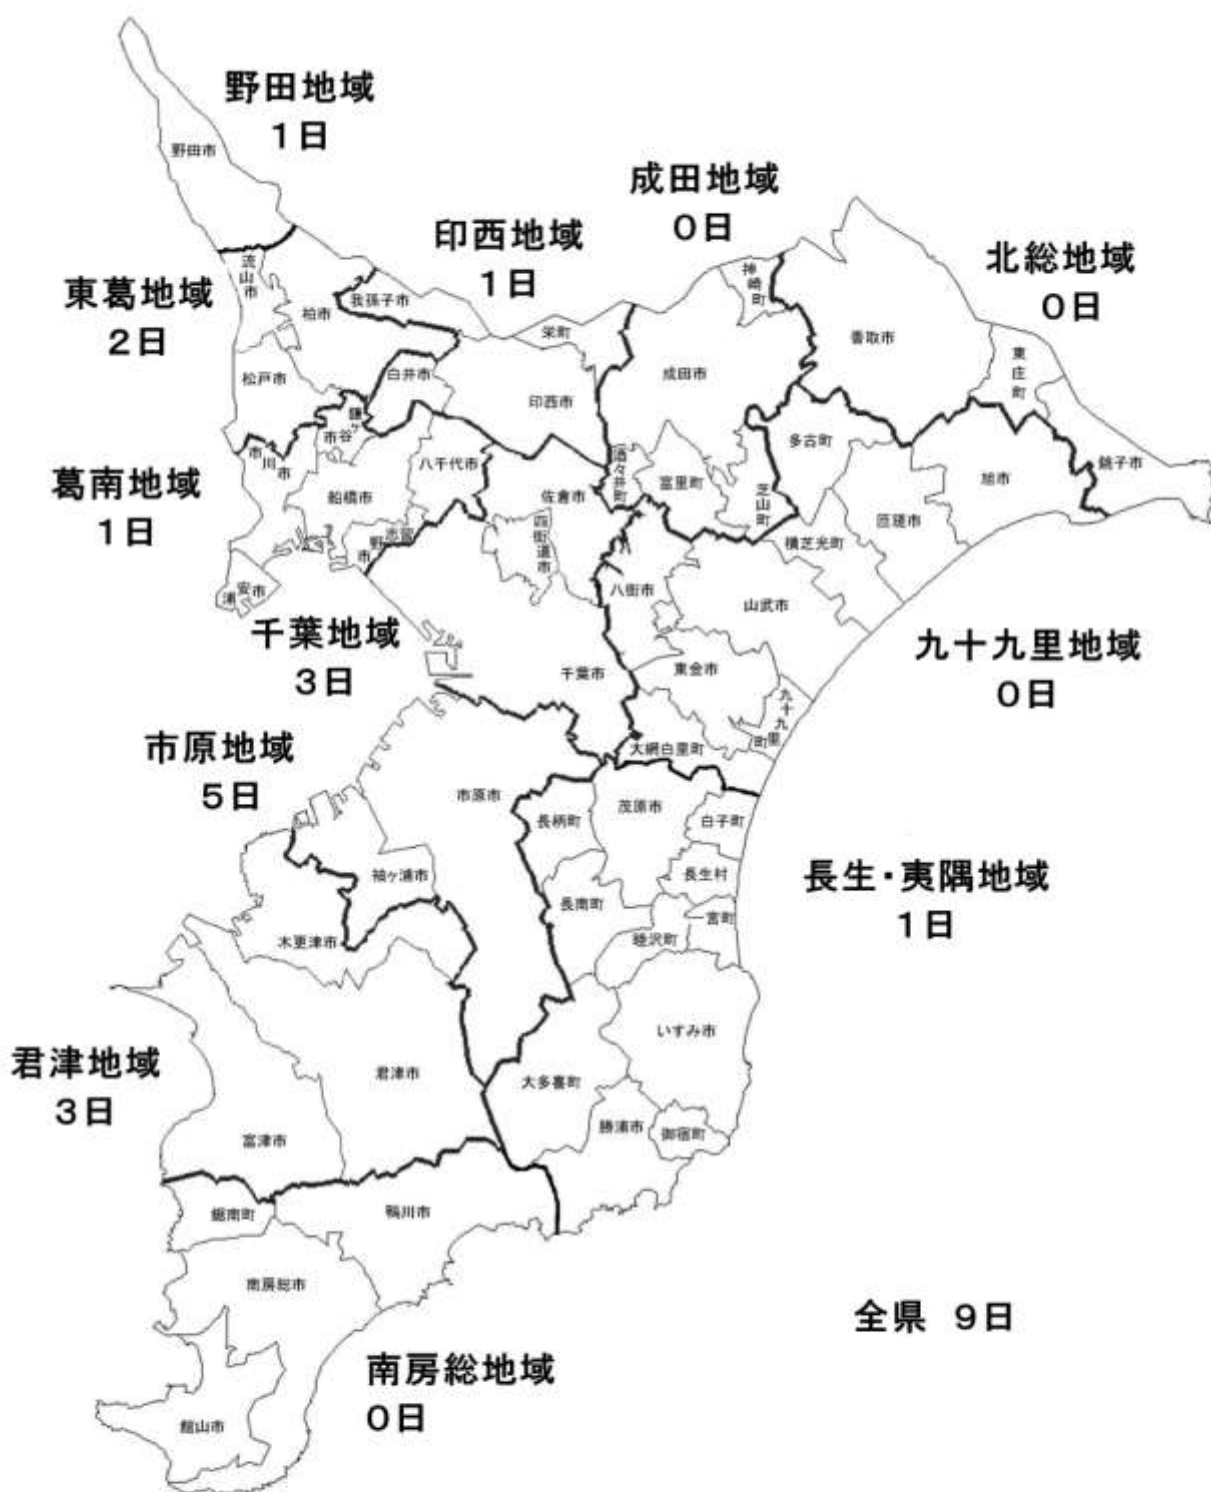 野田地域
1日
野田市
成田地域
0日
印西地域
1日
北総地域
0日
東葛地域
2日
流山市
柏市
我孫子市
栄町
神崎町
香取市
東庄町
松戸市
白井市
印西市
成田市
鎌ケ谷市
多古町
銚子市
葛南地域
1日
市川市
船橋市
八千代市
佐倉市
酒々井町
富里町
芝山町
旭市
匝瑳市
横芝光町
習志野市
四街道市
浦安市
八街市
山武市
千葉地域
3日
千葉市
東金市
九十九里町
九十九里地域
0日
大網白里町
市原地域
5日
市原市
長柄町
茂原市
白子町
袖ヶ浦市
長生村
長南町
一宮町
睦沢町
長生・夷隅地域
1日
木更津市
いすみ市
君津地域
3日
君津市
大多喜町
富津市
勝浦市
御宿町
鋸南町
鴨川市
南房総市
全県 9日
南房総地域
0日
館山市